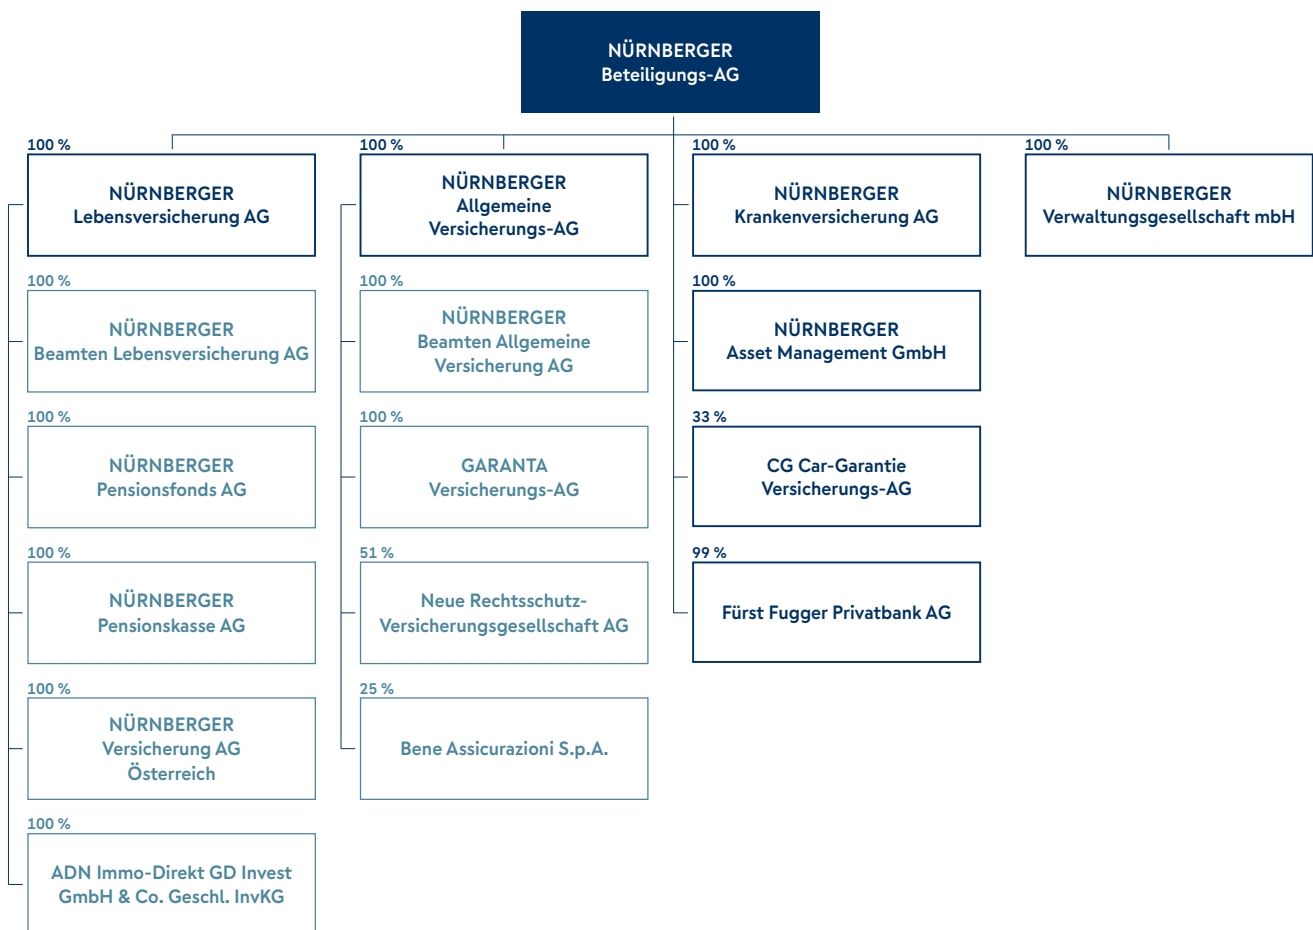 NÜRNBERGER
Beteiligungs-AG
100 %
NÜRNBERGER
Lebensversicherung AG
100 %
NÜRNBERGER
Beamten Lebensversicherung AG
100 %
NÜRNBERGER
Pensionsfonds AG
100 %
NÜRNBERGER
Pensionskasse AG
100 %
NÜRNBERGER
Versicherung AG
Österreich
100 %
ADN Immo-Direkt GD Invest
GmbH & Co. Geschl. InvKG
100 %
NÜRNBERGER
Allgemeine
Versicherungs-AG
100 %
NÜRNBERGER
Beamten Allgemeine
Versicherung AG
100 %
GARANTA
Versicherungs-AG
51 %
Neue Rechtsschutz-
Versicherungsgesellschaft AG
25 %
Bene Assicurazioni S.p.A.
100 %
NÜRNBERGER
Krankenversicherung AG
100 %
NÜRNBERGER
Asset Management GmbH
33 %
CG Car-Garantie
Versicherungs-AG
99 %
Fürst Fugger Privatbank AG
100 %
NÜRNBERGER
Verwaltungsgesellschaft mbH